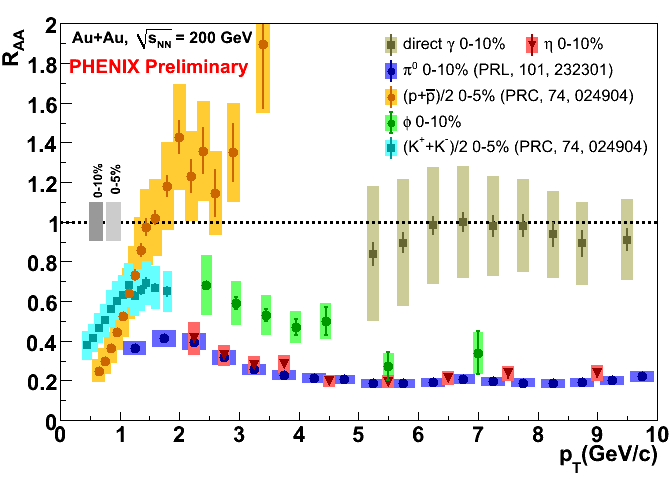 R_AA
Au+Au, √s_NN = 200 GeV
PHENIX Preliminary
direct γ 0-10% η 0-10%
π⁰ 0-10% (PRL, 101, 232301)
(p+p̅)/2 0-5% (PRC, 74, 024904)
ϕ 0-10%
(K⁺+K⁻)/2 0-5% (PRC, 74, 024904)
0-10%
0-5%
2
1.8
1.6
1.4
1.2
1
0.8
0.6
0.4
0.2
0
0 1 2 3 4 5 6 7 8 9 10
p_T(GeV/c)